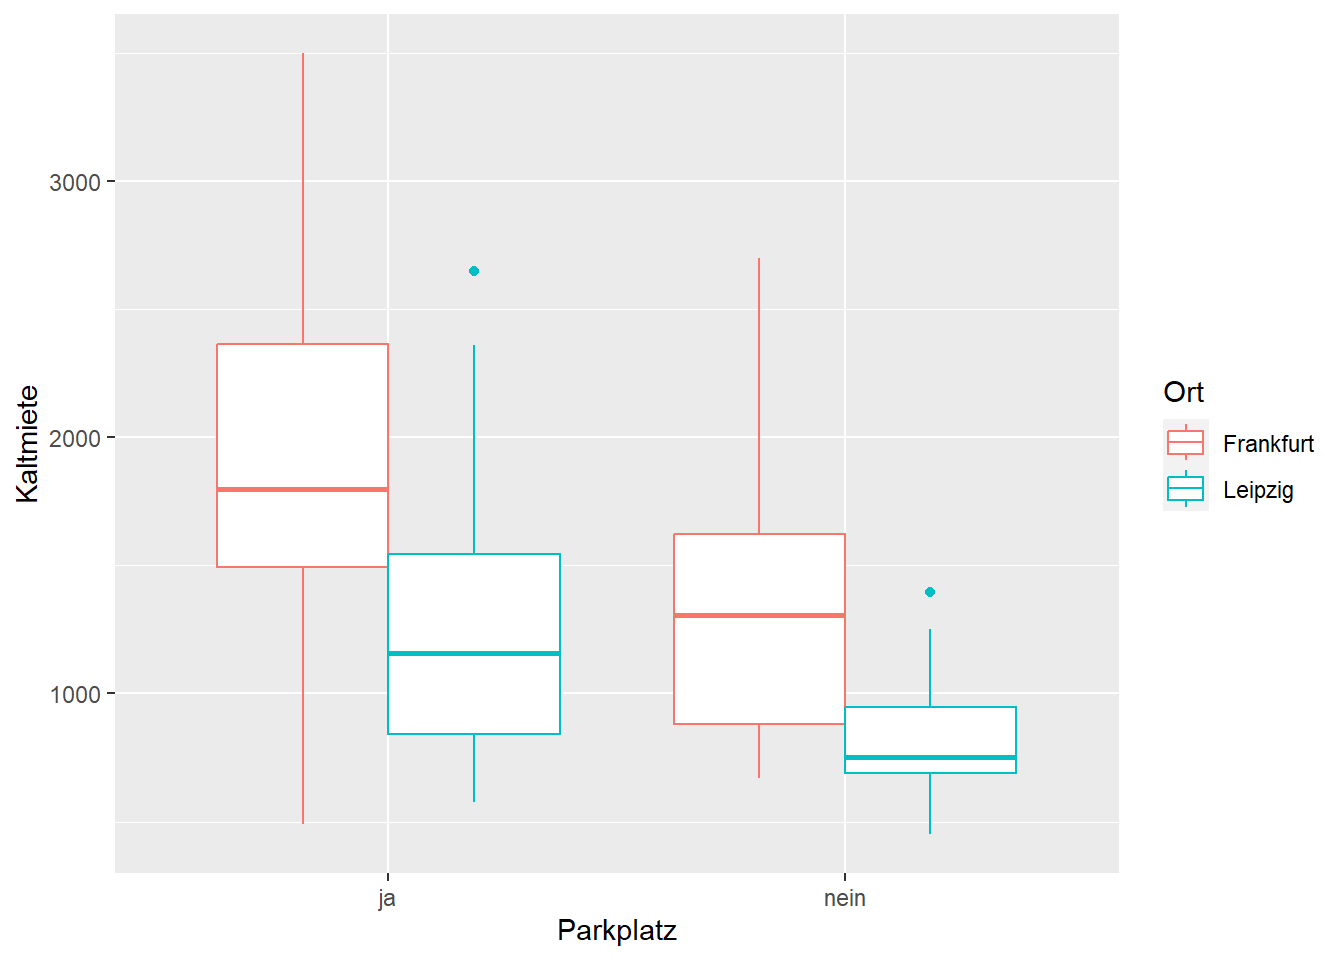 Kaltmiete
3000
2000
1000
ja
nein
Parkplatz
Ort
Frankfurt
Leipzig